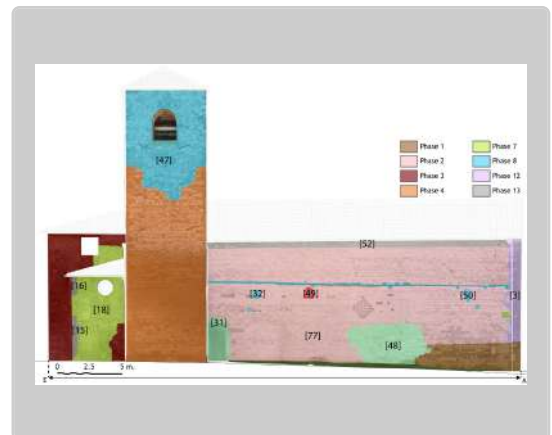 [47]
Phase 1 Phase 7
Phase 2 Phase 8
Phase 3 Phase 12
Phase 4 Phase 13
[52]
[16] [32] [49] [50] [3]
[18]
[15] [31] [77] [48]
0 2.5 5 m.
A